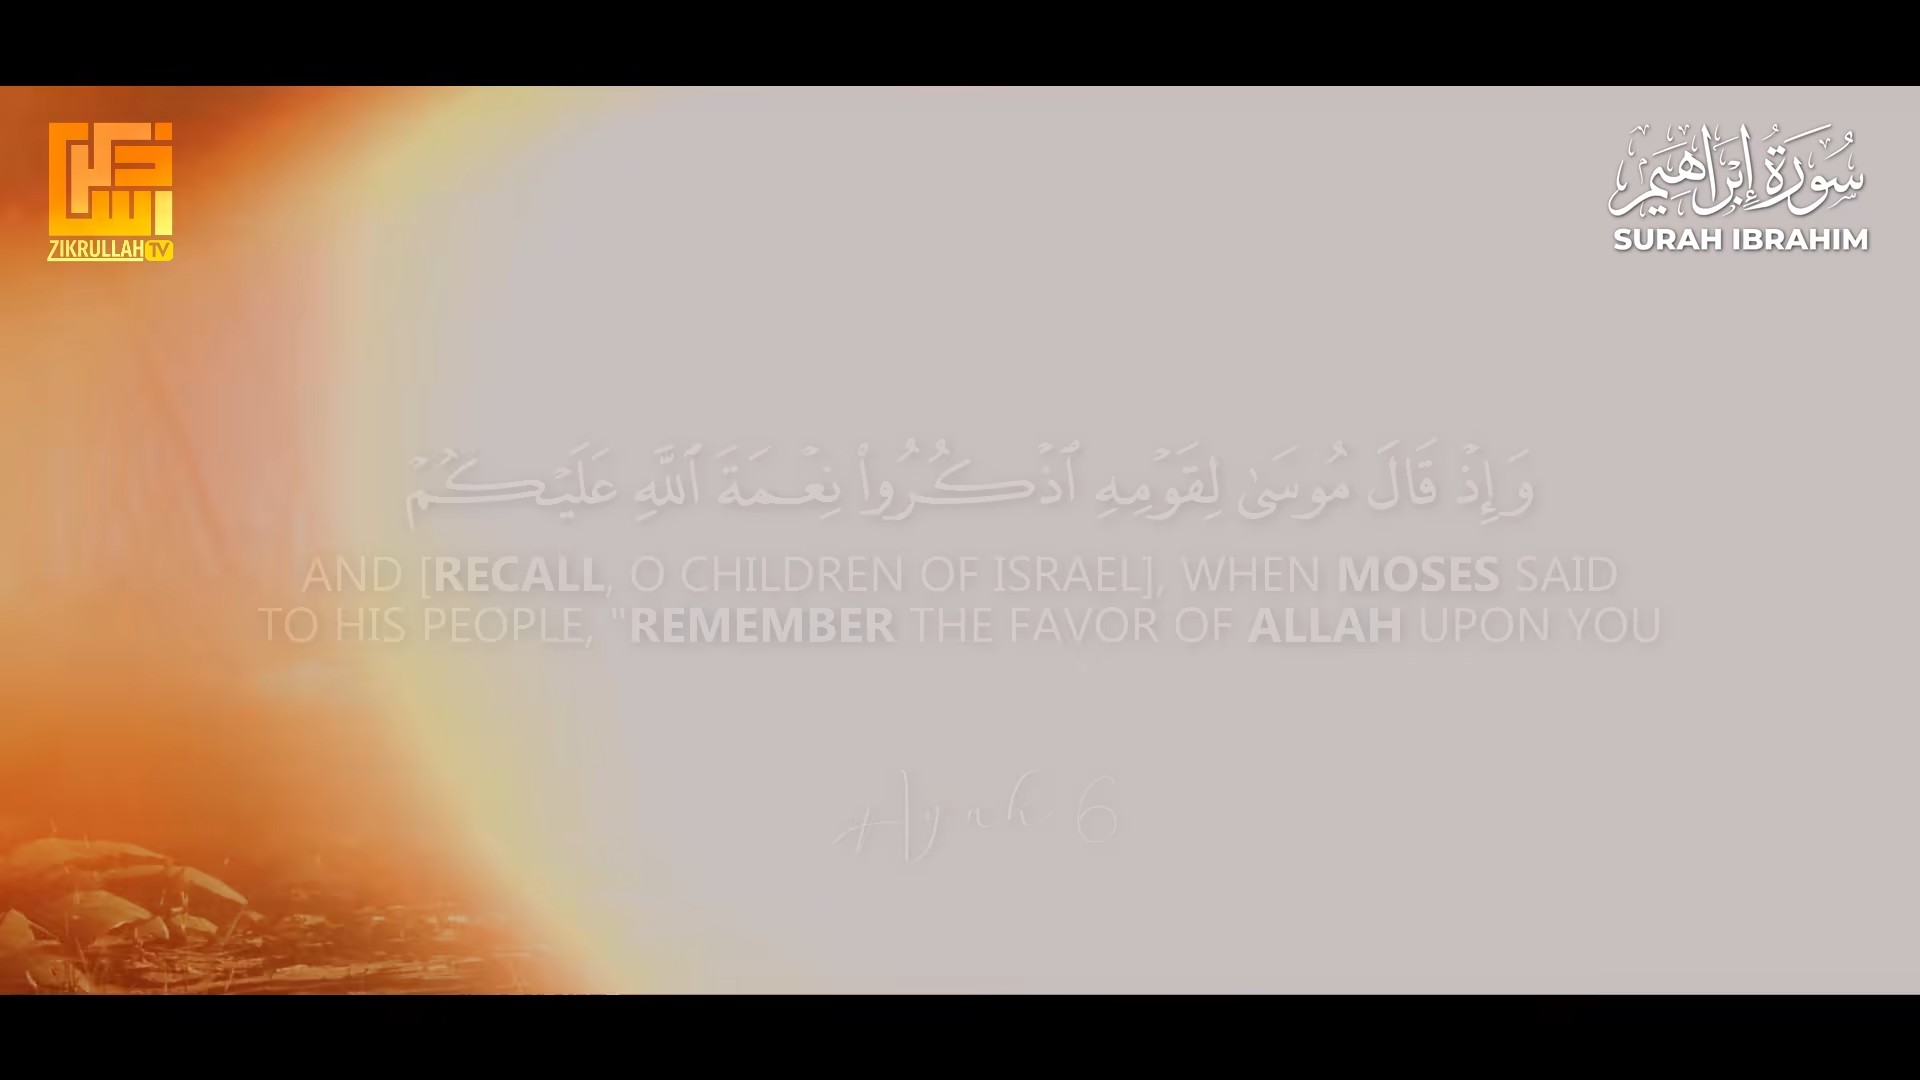 ZIKRULLAH TV
سُورَةُ إِبْرَاهِيم
SURAH IBRAHIM
وَإِذْ قَالَ مُوسَىٰ لِقَوْمِهِ ٱذْكُرُوا۟ نِعْمَةَ ٱللَّهِ عَلَيْكُمْ
AND [RECALL, O CHILDREN OF ISRAEL], WHEN MOSES SAID
TO HIS PEOPLE, "REMEMBER THE FAVOR OF ALLAH UPON YOU
Ayah 6